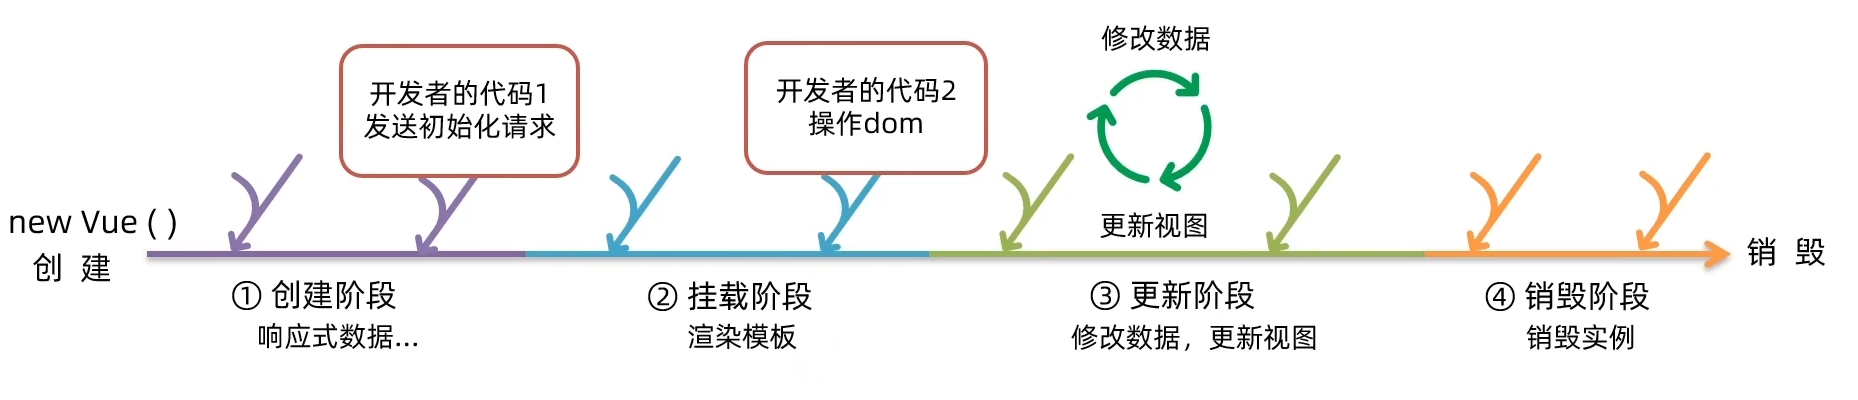 修改数据
开发者的代码1
发送初始化请求
开发者的代码2
操作dom
更新视图
new Vue ( )
创 建
销 毁
① 创建阶段
响应式数据...
② 挂载阶段
渲染模板
③ 更新阶段
修改数据，更新视图
④ 销毁阶段
销毁实例